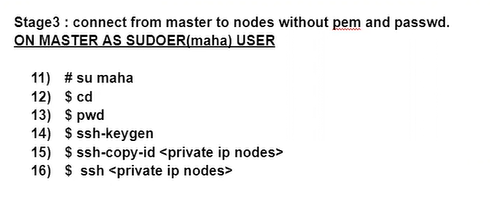 Stage3 : connect from master to nodes without pem and passwd.
ON MASTER AS SUDOER(maha) USER
11) # su maha
12) $ cd
13) $ pwd
14) $ ssh-keygen
15) $ ssh-copy-id <private ip nodes>
16) $ ssh <private ip nodes>